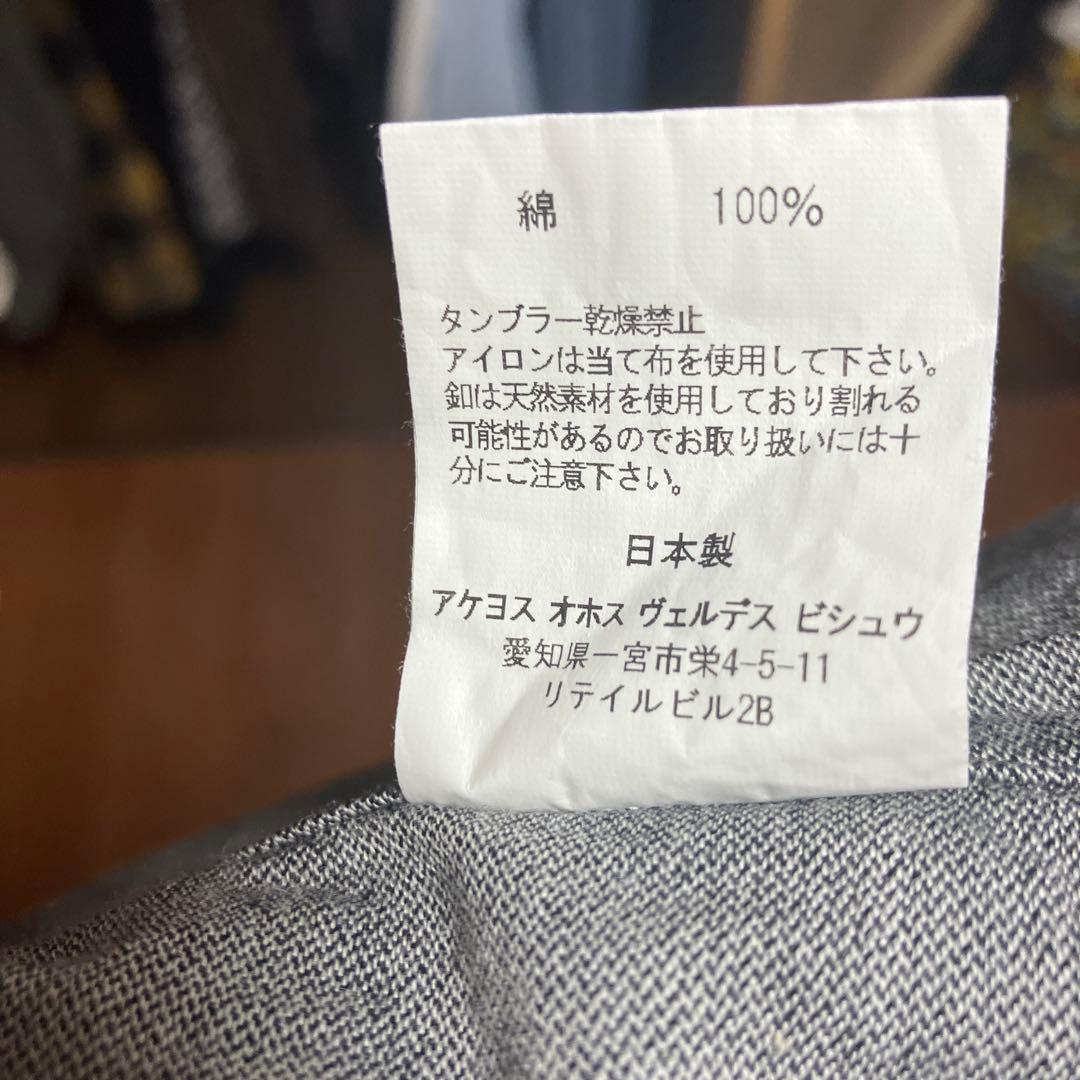 綿 100%
タンブラー乾燥禁止
アイロンは当て布を使用して下さい。
釦は天然素材を使用しており割れる
可能性があるのでお取り扱いには十
分にご注意下さい。
日本製
アケヨス オホス ヴェルデス ビシュウ
愛知県一宮市栄4-5-11
リテイルビル2B